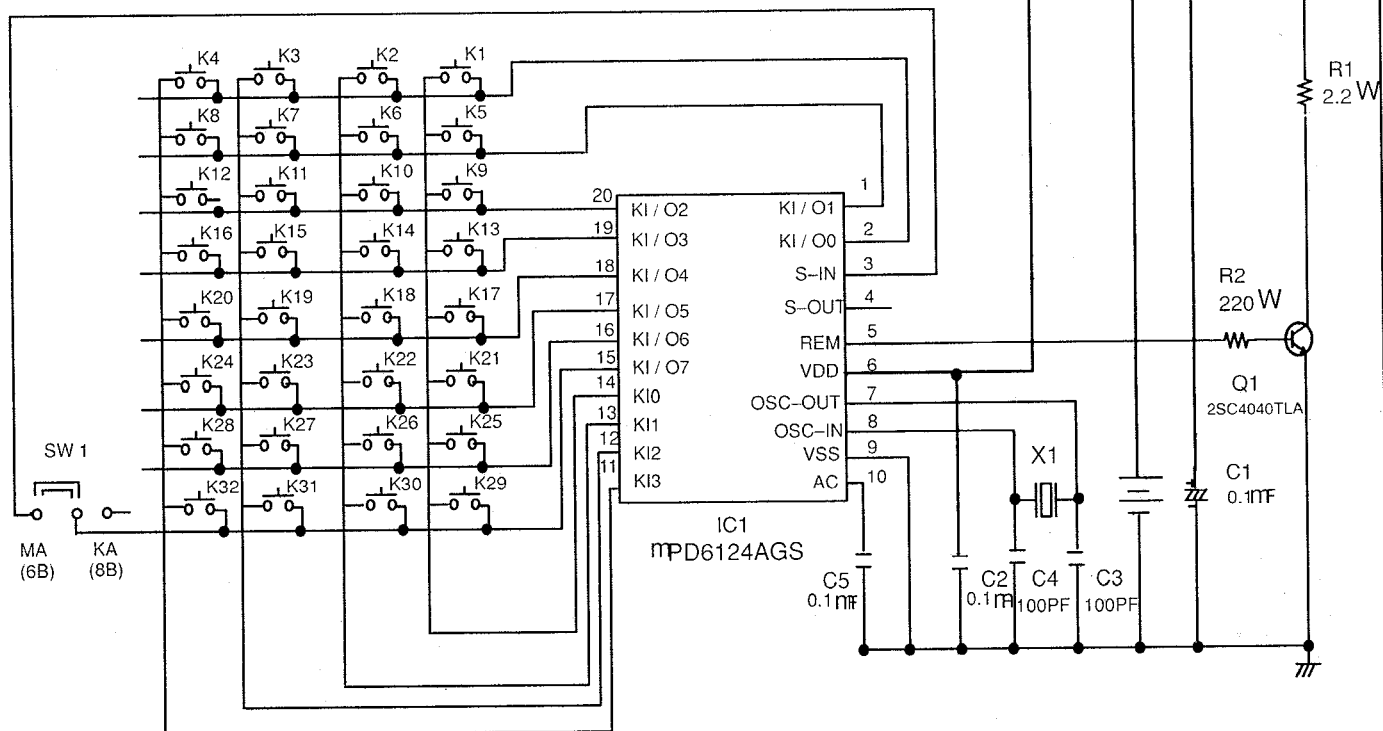 K4 K3 K2 K1
K8 K7 K6 K5
K12 K11 K10 K9
K16 K15 K14 K13
K20 K19 K18 K17
K24 K23 K22 K21
K28 K27 K26 K25
K32 K31 K30 K29
SW 1
MA
(6B)
KA
(8B)
20 KI / O2
19 KI / O3
18 KI / O4
17 KI / O5
16 KI / O6
15 KI / O7
14 KI0
13 KI1
12 KI2
11 KI3
KI / O1 1
KI / O0 2
S-IN 3
S-OUT 4
REM 5
VDD 6
OSC-OUT 7
OSC-IN 8
VSS 9
AC 10
IC1
mPD6124AGS
R1
2.2 W
R2
220 W
Q1
2SC4040TLA
X1
C1
0.1mF
C5
0.1mF
C2
0.1m
C4
100PF
C3
100PF